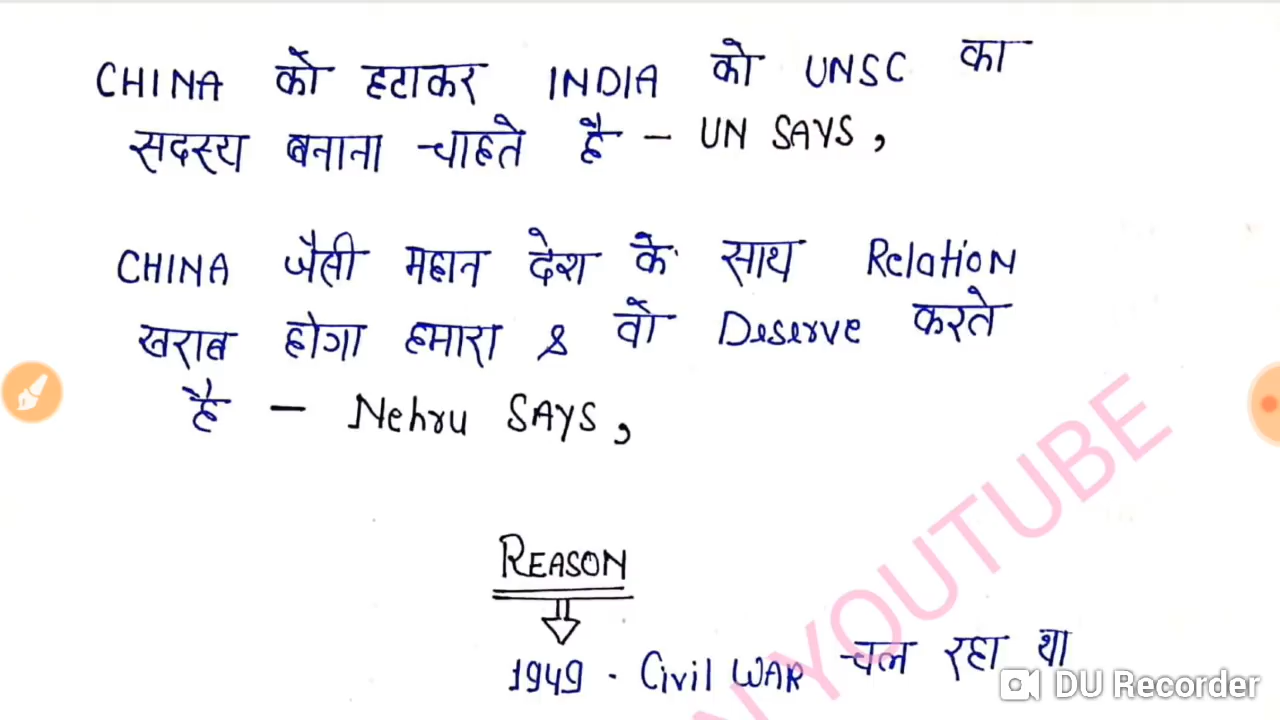 CHINA को हटाकर INDIA को UNSC का
सदस्य बनाना चाहते है - UN SAYS,
CHINA जैसी महान देश के साथ Relation
खराब होगा हमारा & वो Deserve करते
है - Nehru SAYS,
REASON
1949 - Civil WAR चल रहा था
N YOUTUBE
DU Recorder